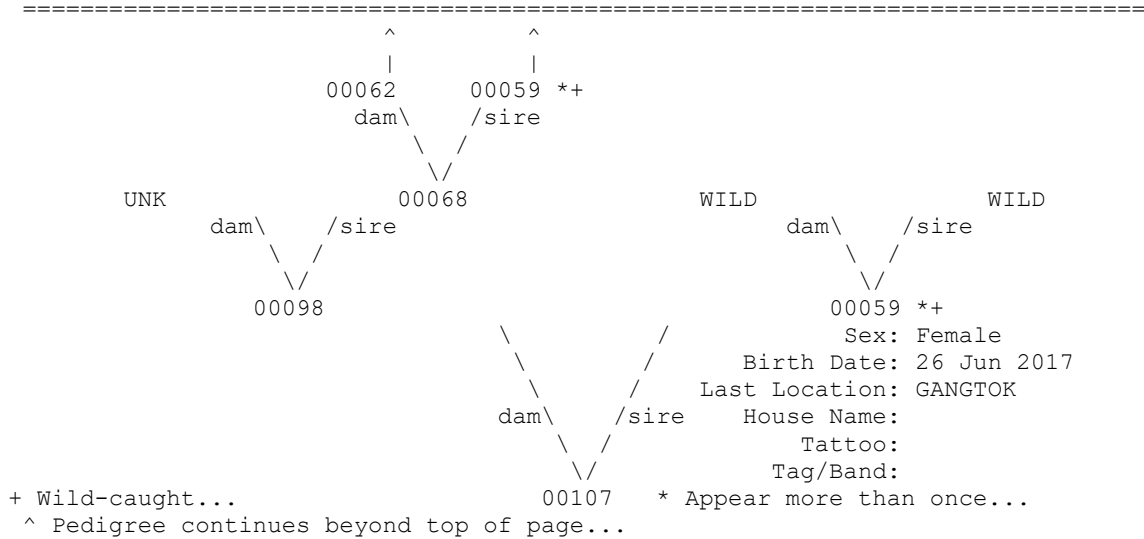 ==============================================================================
^ ^
| |
00062 00059 *+
dam\ /sire
\ /
\/
UNK 00068 WILD WILD
dam\ /sire dam\ /sire
\ / \ /
\/ \/
00098 00059 *+
\ / Sex: Female
\ / Birth Date: 26 Jun 2017
\ / Last Location: GANGTOK
dam\ /sire House Name:
\ / Tattoo:
\/ Tag/Band:
+ Wild-caught... 00107 * Appear more than once...
^ Pedigree continues beyond top of page...